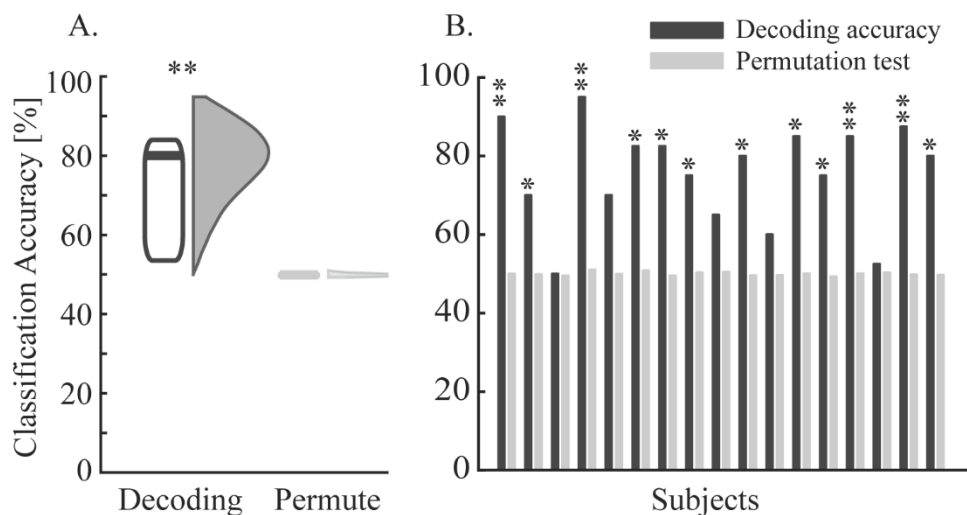 A.
**
Classification Accuracy [%]
100
80
60
40
20
0
Decoding Permute
B.
Decoding accuracy
Permutation test
100
80
60
40
20
0
** * ** * * * * * * ** ** *
Subjects